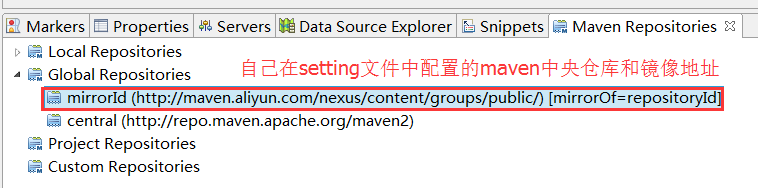 Markers Properties Servers Data Source Explorer Snippets Maven Repositories
Local Repositories
Global Repositories 自己在setting文件中配置的maven中央仓库和镜像地址
mirrorId (http://maven.aliyun.com/nexus/content/groups/public/) [mirrorOf=repositoryId]
central (http://repo.maven.apache.org/maven2)
Project Repositories
Custom Repositories